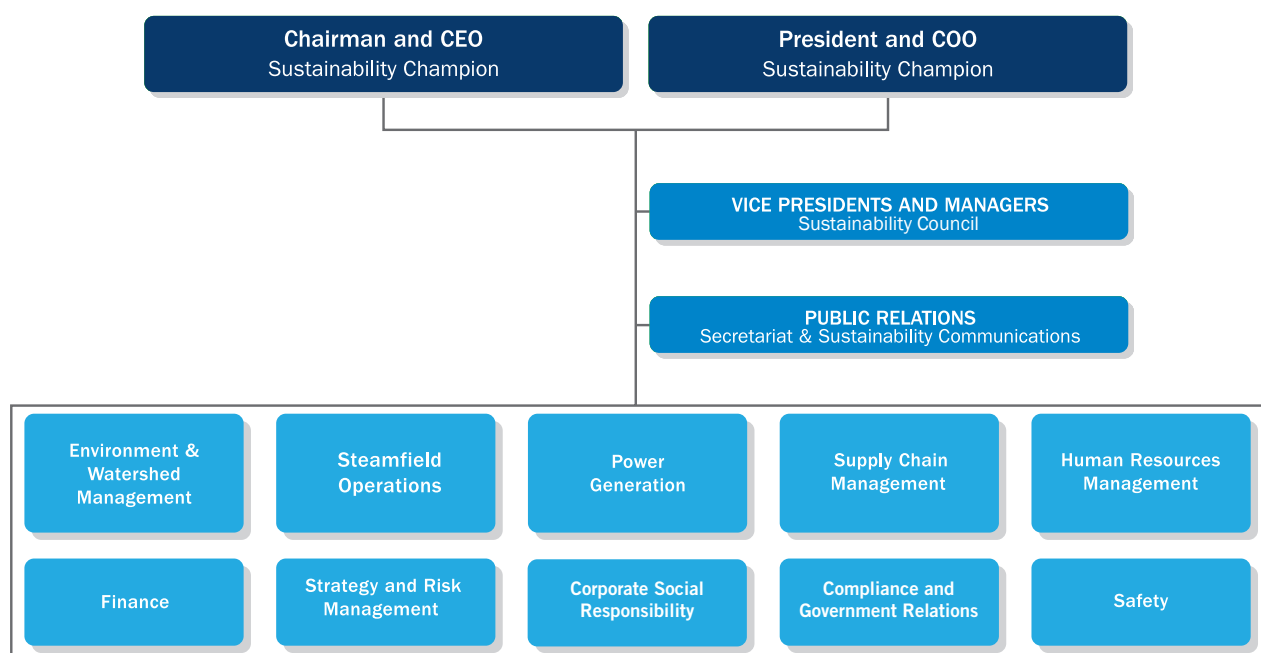 Chairman and CEO
Sustainability Champion
President and COO
Sustainability Champion
VICE PRESIDENTS AND MANAGERS
Sustainability Council
PUBLIC RELATIONS
Secretariat & Sustainability Communications
Environment &
Watershed
Management
Steamfield
Operations
Power
Generation
Supply Chain
Management
Human Resources
Management
Finance
Strategy and Risk
Management
Corporate Social
Responsibility
Compliance and
Government Relations
Safety